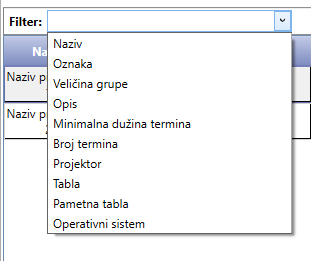 Filter:
Na
Naziv p
Naziv p
Naziv
Oznaka
Veličina grupe
Opis
Minimalna dužina termina
Broj termina
Projektor
Tabla
Pametna tabla
Operativni sistem